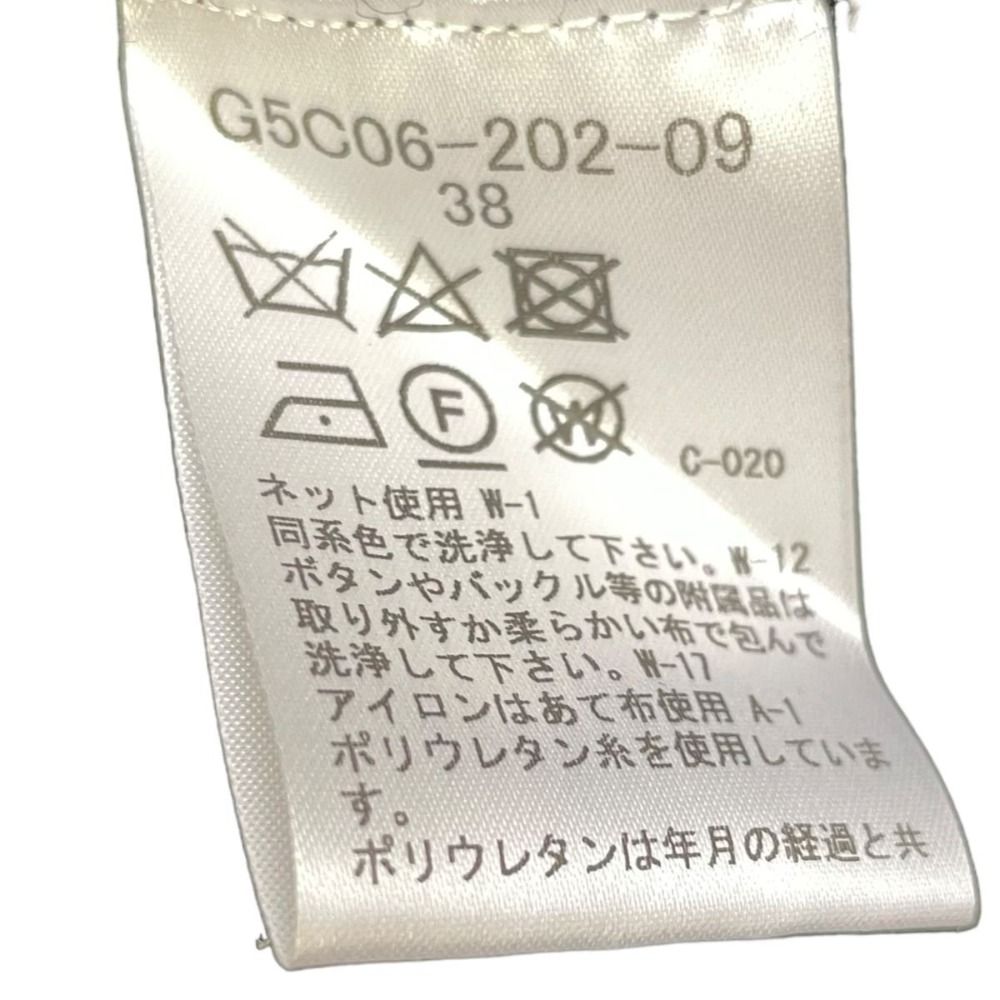 G5C06-202-09
38
F
W
C-020
ネット使用 W-1
同系色で洗浄して下さい。W-12
ボタンやバックル等の附属品は
取り外すか柔らかい布で包んで
洗浄して下さい。W-17
アイロンはあて布使用 A-1
ポリウレタン糸を使用していま
す。
ポリウレタンは年月の経過と共